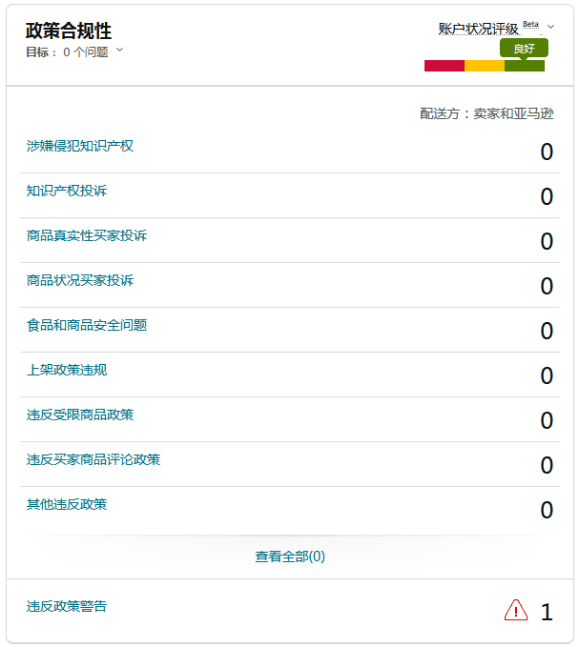 政策合规性
账户状况评级 Beta
目标： 0 个问题
良好
配送方：卖家和亚马逊
涉嫌侵犯知识产权 0
知识产权投诉 0
商品真实性买家投诉 0
商品状况买家投诉 0
食品和商品安全问题 0
上架政策违规 0
违反受限商品政策 0
违反买家商品评论政策 0
其他违反政策 0
查看全部(0)
违反政策警告 1